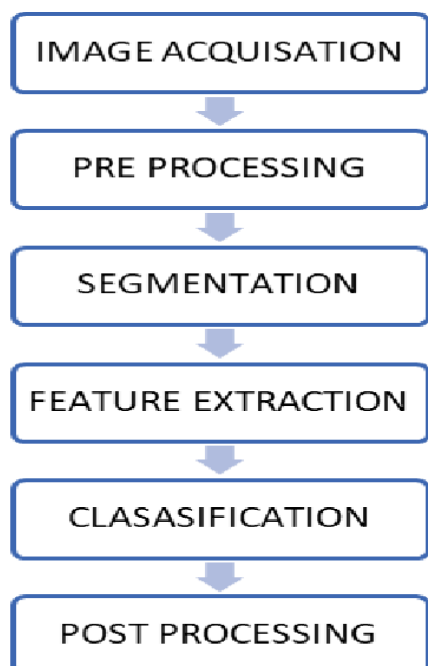 IMAGE ACQUISATION
PRE PROCESSING
SEGMENTATION
FEATURE EXTRACTION
CLASASIFICATION
POST PROCESSING